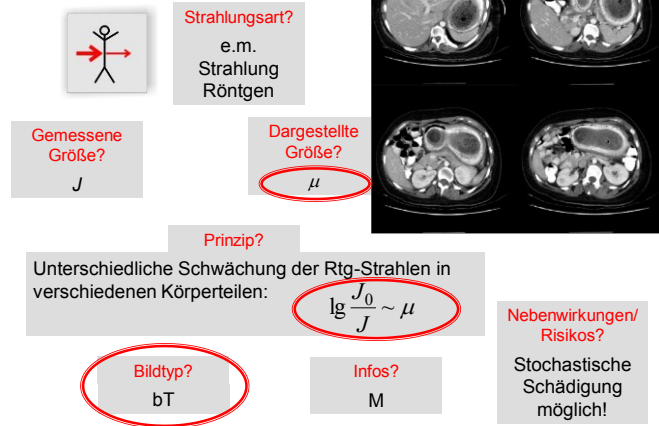 Strahlungsart?
e.m.
Strahlung
Röntgen
Gemessene
Größe?
J
Dargestellte
Größe?
μ
Prinzip?
Unterschiedliche Schwächung der Rtg-Strahlen in
verschiedenen Körperteilen:
lg J₀/J ~ μ
Bildtyp?
bT
Infos?
M
Nebenwirkungen/
Risikos?
Stochastische
Schädigung
möglich!